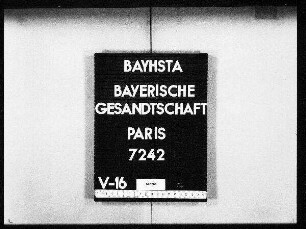 BAYHSTA
BAYERISCHE
GESANDTSCHAFT
PARIS
7242
V-16